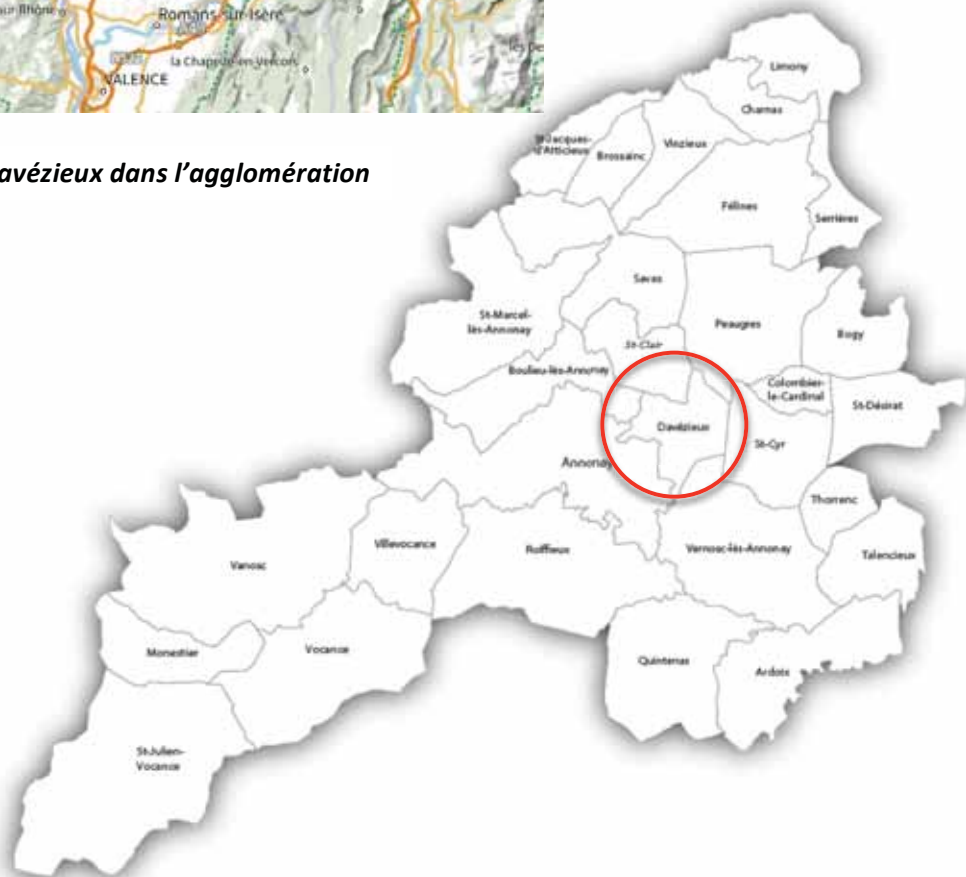 Romans-sur-Isère
la Chapelle-en-Vercors
VALENCE
avézieux dans l'agglomération
Limony
Charnas
St-Jacques-
d'Atticieux
Brossainc
Vinzieux
Félines
Serrières
Savas
St-Marcel-
lès-Annonay
Peaugres
Bogy
St-Clair
Boulieu-lès-Annonay
Colombier-
le-Cardinal
St-Désirat
Davézieux
St-Cyr
Annonay
Thorrenc
Villevocance
Roiffieux
Vernosc-lès-Annonay
Talencieux
Vanosc
Monestier
Vocance
Quintenas
Ardoix
St-Julien-
Vocance